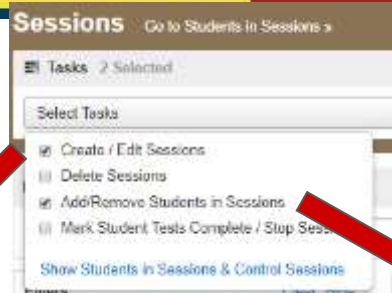 Sessions Go to Students in Sessions »
Tasks 2 Selected
Select Tasks
Create / Edit Sessions
Delete Sessions
Add/Remove Students in Sessions
Mark Student Tests Complete / Stop
Show Students in Sessions & Control Sessions